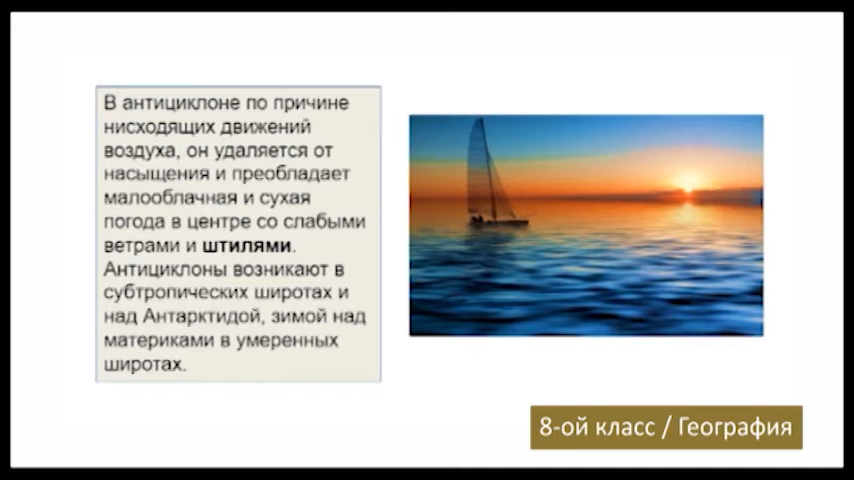 В антициклоне по причине
нисходящих движений
воздуха, он удаляется от
насыщения и преобладает
малооблачная и сухая
погода в центре со слабыми
ветрами и штилями.
Антициклоны возникают в
субтропических широтах и
над Антарктидой, зимой над
материками в умеренных
широтах.
8-ой класс / География